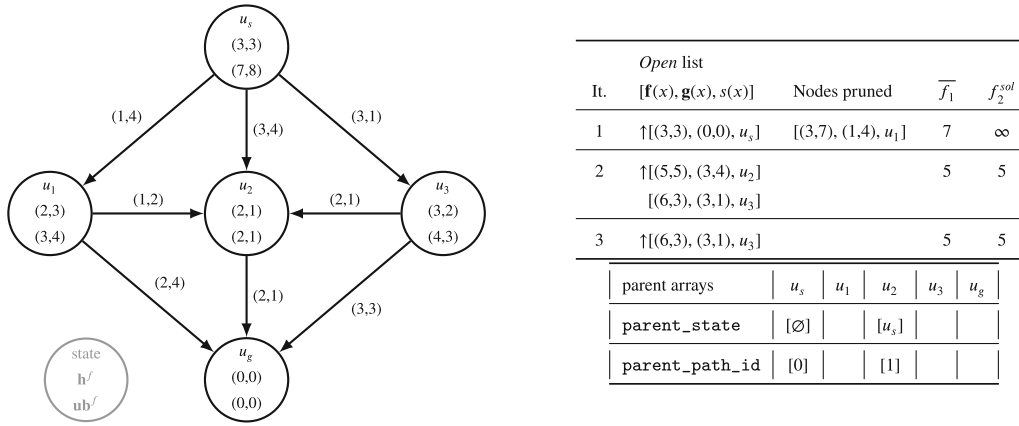 u_s
(3,3)
(7,8)
(1,4)
(3,4)
(3,1)
u_1
(2,3)
(3,4)
(1,2)
u_2
(2,1)
(2,1)
(2,1)
u_3
(3,2)
(4,3)
(2,4)
(2,1)
(3,3)
u_g
(0,0)
(0,0)
state
h^f
ub^f
Open list
It. [f(x), g(x), s(x)] Nodes pruned \overline{f_1} f_2^{sol}
1 ↑[(3,3), (0,0), u_s] [(3,7), (1,4), u_1] 7 ∞
2 ↑[(5,5), (3,4), u_2] 5 5
[(6,3), (3,1), u_3]
3 ↑[(6,3), (3,1), u_3] 5 5
parent arrays u_s u_1 u_2 u_3 u_g
parent_state [∅] [u_s]
parent_path_id [0] [1]